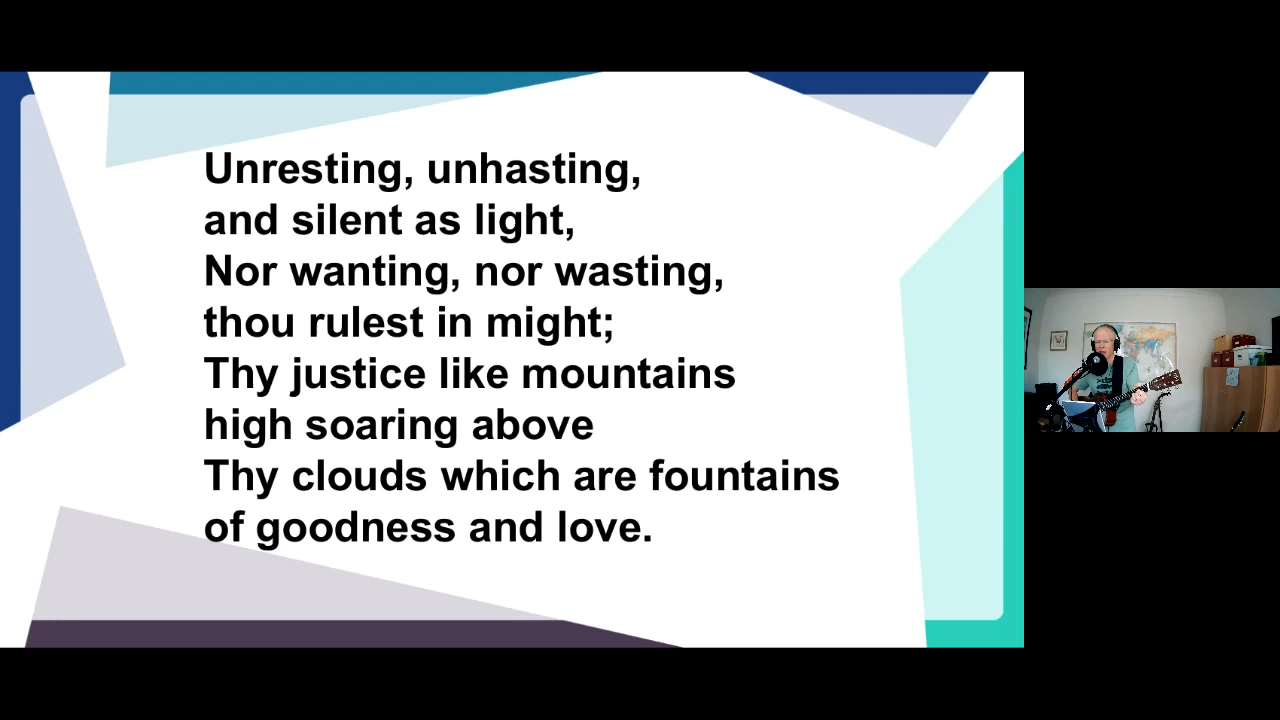 Unresting, unhasting,
and silent as light,
Nor wanting, nor wasting,
thou rulest in might;
Thy justice like mountains
high soaring above
Thy clouds which are fountains
of goodness and love.